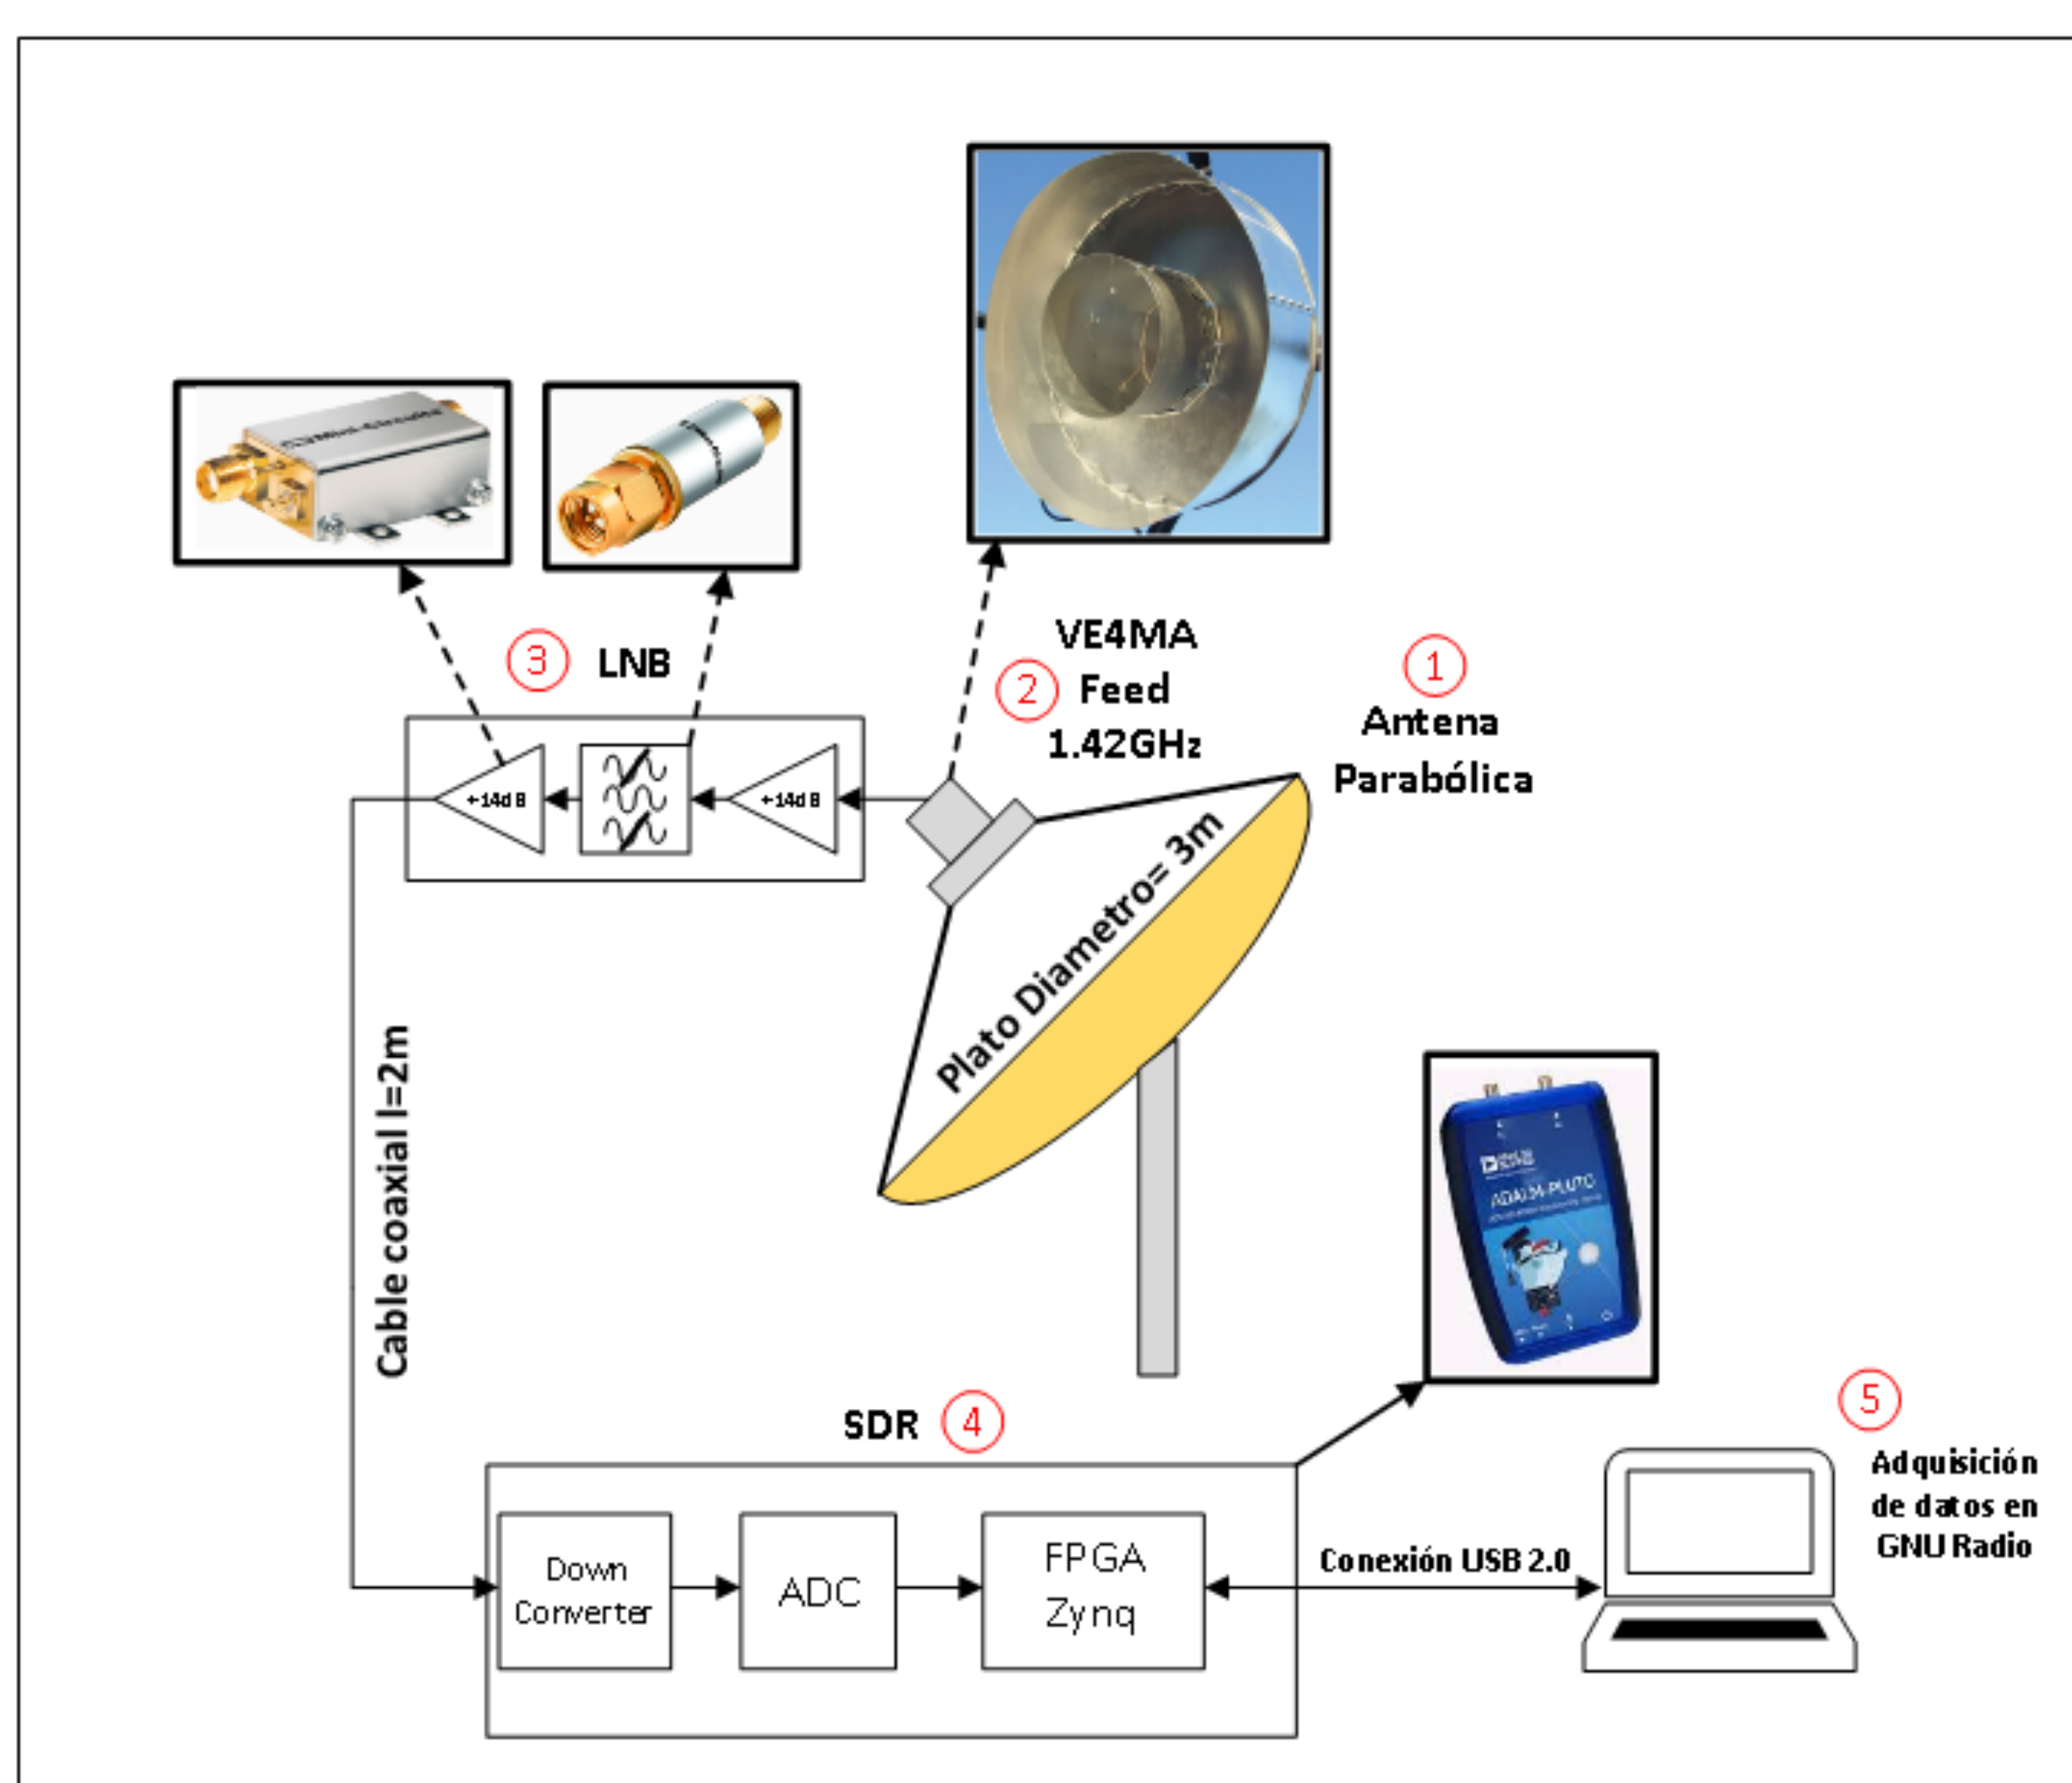 VE4MA
Feed
1.42GHz
2
1
Antena
Parabólica
3
LNB
+14dB
+14dB
Plato Diametro= 3m
Cable coaxial l=2m
ADALM-PLUTO
SDR
4
5
Adquisición
de datos en
GNU Radio
Down
Converter
ADC
FPGA
Zynq
Conexión USB 2.0